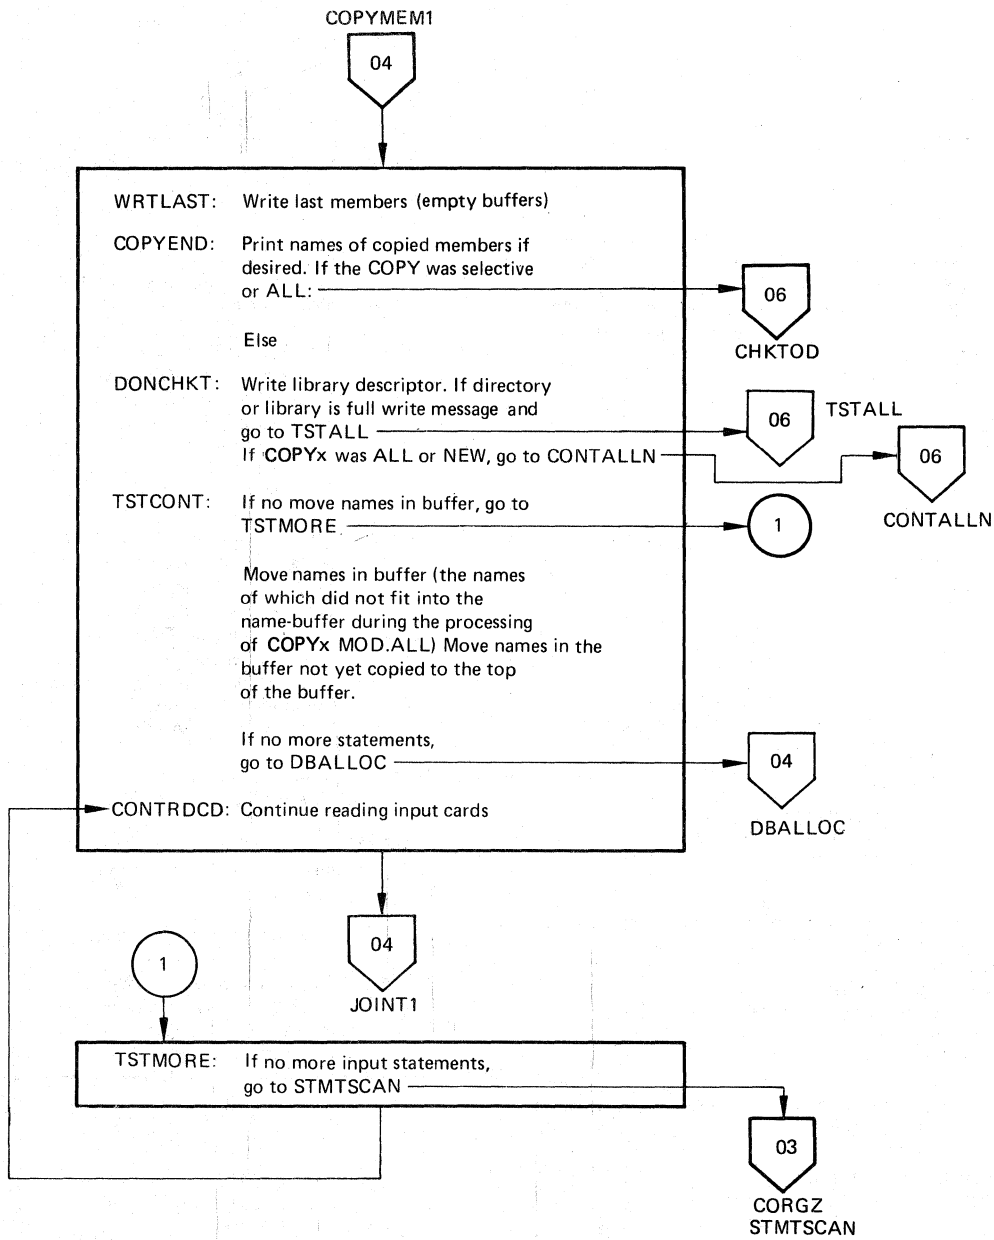 COPYMEM1
04
WRTLAST: Write last members (empty buffers)
COPYEND: Print names of copied members if
desired. If the COPY was selective
or ALL:
06
CHKTOD
Else
DONCHKT: Write library descriptor. If directory
or library is full write message and
go to TSTALL
06
TSTALL
If COPYx was ALL or NEW, go to CONTALLN
06
CONTALLN
TSTCONT: If no move names in buffer, go to
TSTMORE
1
Move names in buffer (the names
of which did not fit into the
name-buffer during the processing
of COPYx MOD.ALL) Move names in the
buffer not yet copied to the top
of the buffer.
If no more statements,
go to DBALLOC
04
DBALLOC
CONTRDCD: Continue reading input cards
04
JOINT1
1
TSTMORE: If no more input statements,
go to STMTSCAN
03
CORGZ
STMTSCAN